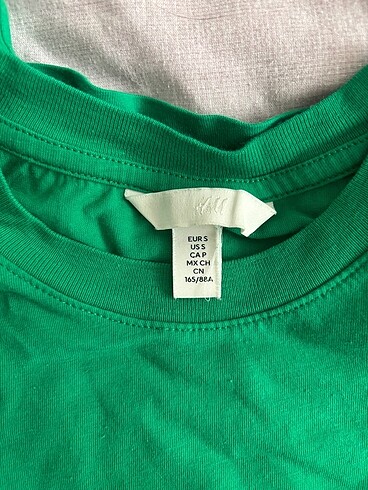 H&M
EUR S
US S
CA P
MX CH
CN
165/88A